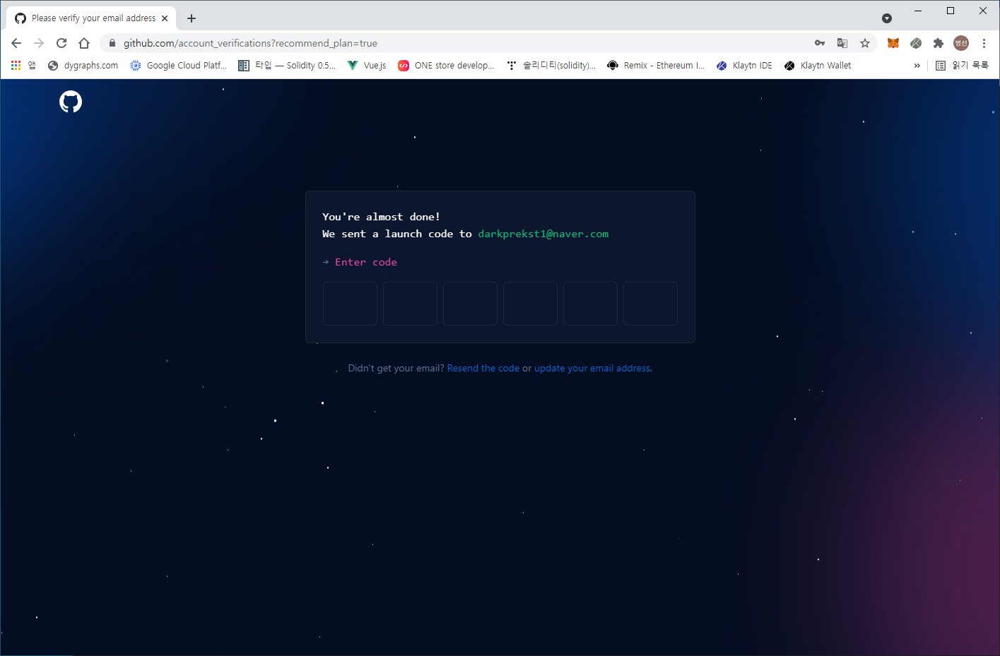 Please verify your email address
github.com/account_verifications?recommend_plan=true
병선
앱
dygraphs.com
Google Cloud Platf...
타입 — Solidity 0.5...
Vue.js
ONE store develop...
솔리디티(solidity)...
Remix - Ethereum I...
Klaytn IDE
Klaytn Wallet
»
읽기 목록
You're almost done!
We sent a launch code to darkprekst1@naver.com
→ Enter code
Didn't get your email? Resend the code or update your email address.